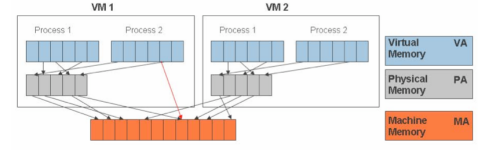 VM 1
VM 2
Process 1
Process 2
Process 1
Process 2
Virtual Memory VA
Physical Memory PA
Machine Memory MA